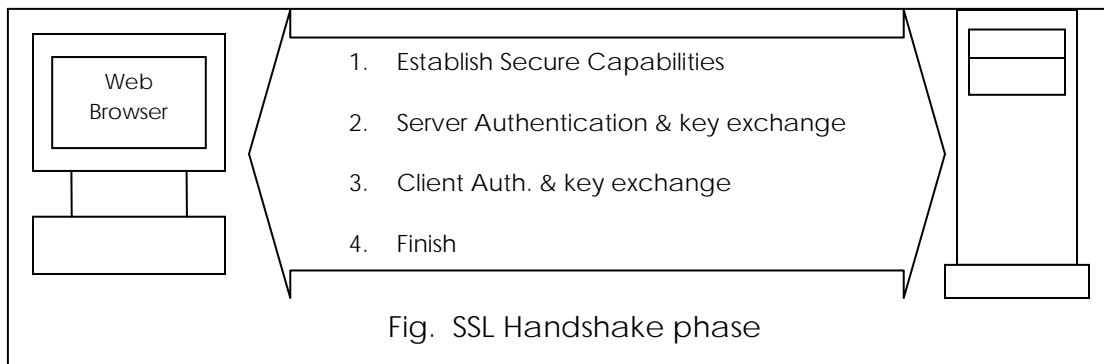 Web
Browser
1. Establish Secure Capabilities
2. Server Authentication & key exchange
3. Client Auth. & key exchange
4. Finish
Fig. SSL Handshake phase